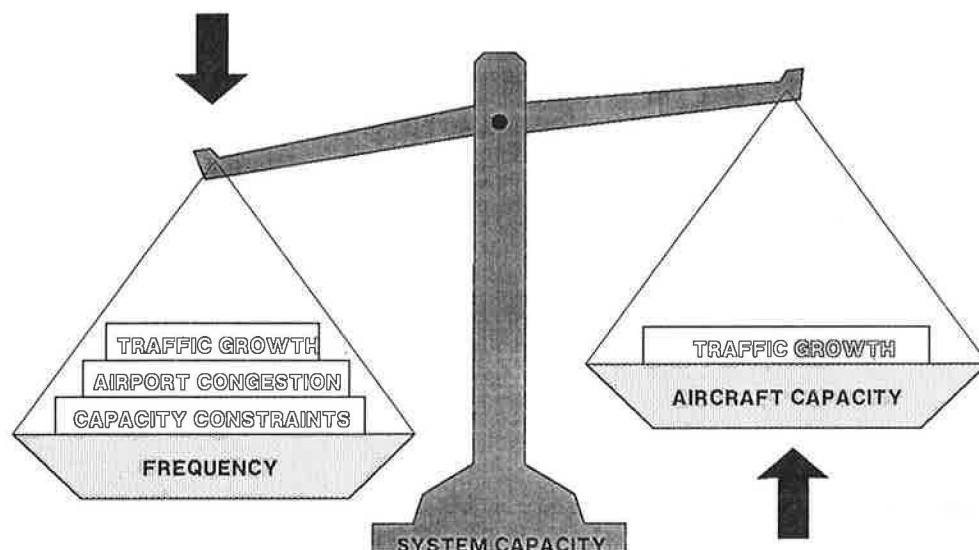 TRAFFIC GROWTH
AIRPORT CONGESTION
CAPACITY CONSTRAINTS
FREQUENCY
TRAFFIC GROWTH
AIRCRAFT CAPACITY
SYSTEM CAPACITY